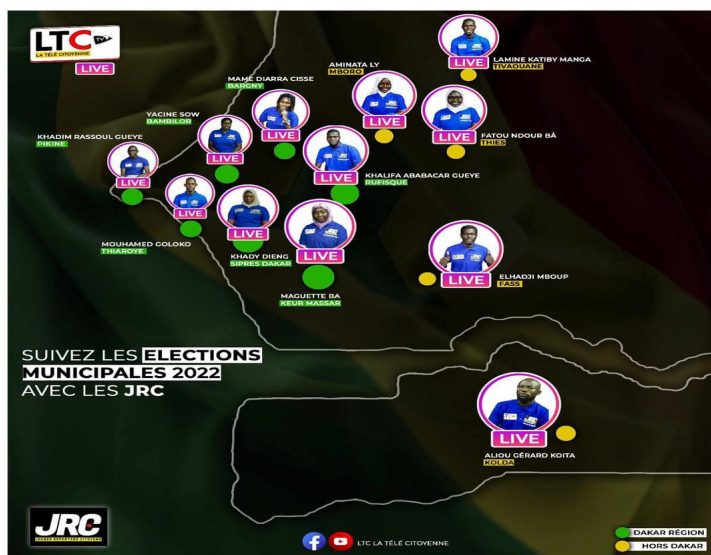 LTC TV
LA TÉLÉ CITOYENNE
LIVE
LAMINE KATIBY MANGA
TIVAOUANE
LIVE
AMINATA LY
MBORO
LIVE
MAME DIARRA CISSE
BARGNY
LIVE
FATOU NDOUR BÂ
THIES
LIVE
YACINE SOW
BAMBILOR
LIVE
KHADIM RASSOUL GUEYE
PIKINE
LIVE
KHALIFA ABABACAR GUEYE
RUFISQUE
LIVE
MOUHAMED GOLOKO
THIAROYE
LIVE
KHADY DIENG
SIPRES DAKAR
LIVE
MAGUETTE BA
KEUR MASSAR
LIVE
ELHADJI MBOUP
FASS
LIVE
SUIVEZ LES ELECTIONS
MUNICIPALES 2022
AVEC LES JRC
LIVE
ALIOU GÉRARD KOITA
KOLDA
JRC
JEUNES REPORTERS CITOYENS
LTC LA TÉLÉ CITOYENNE
DAKAR RÉGION
HORS DAKAR